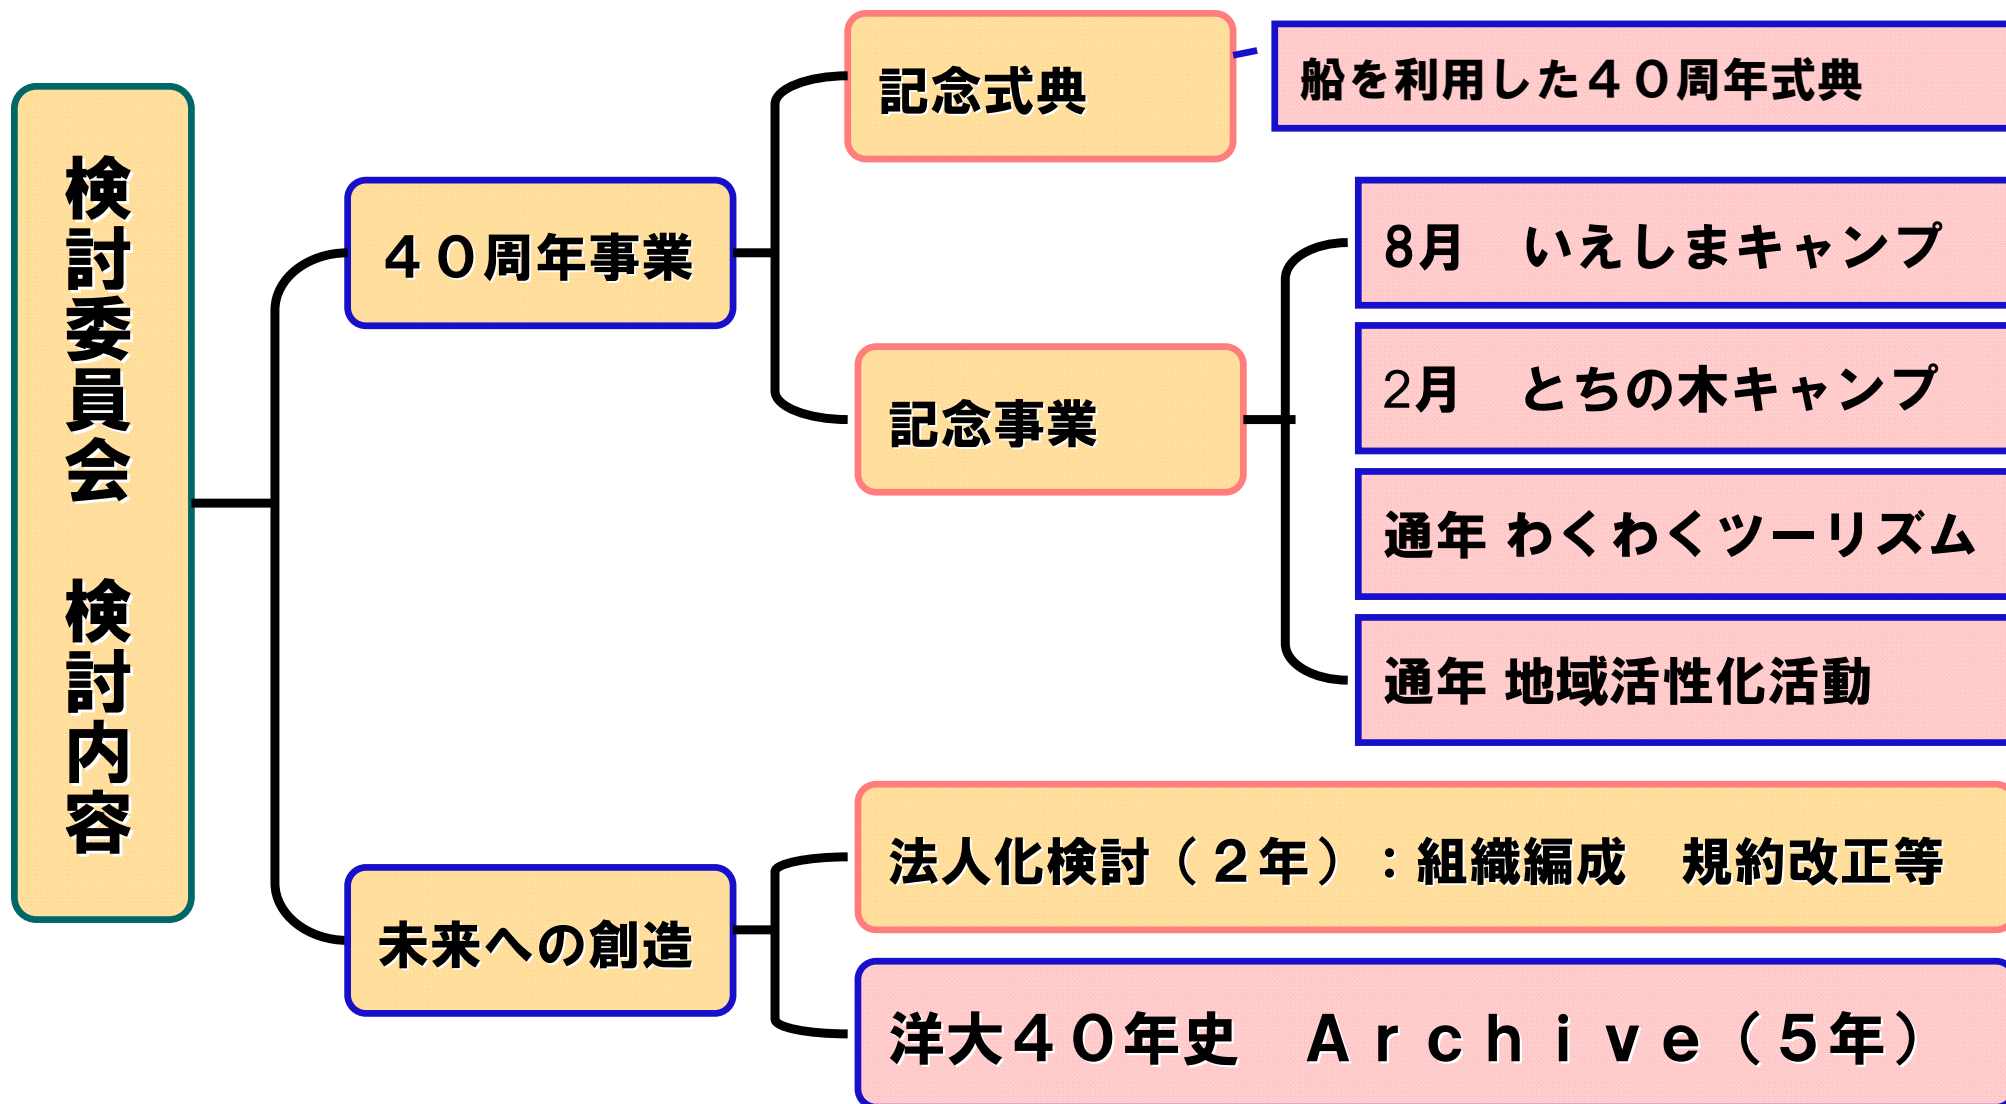 検討委員会　検討内容
４０周年事業
記念式典
船を利用した４０周年式典
記念事業
8月　いえしまキャンプ
2月　とちの木キャンプ
通年 わくわくツーリズム
通年 地域活性化活動
未来への創造
法人化検討（２年）：組織編成　規約改正等
洋大４０年史　Ａｒｃｈｉｖｅ（５年）